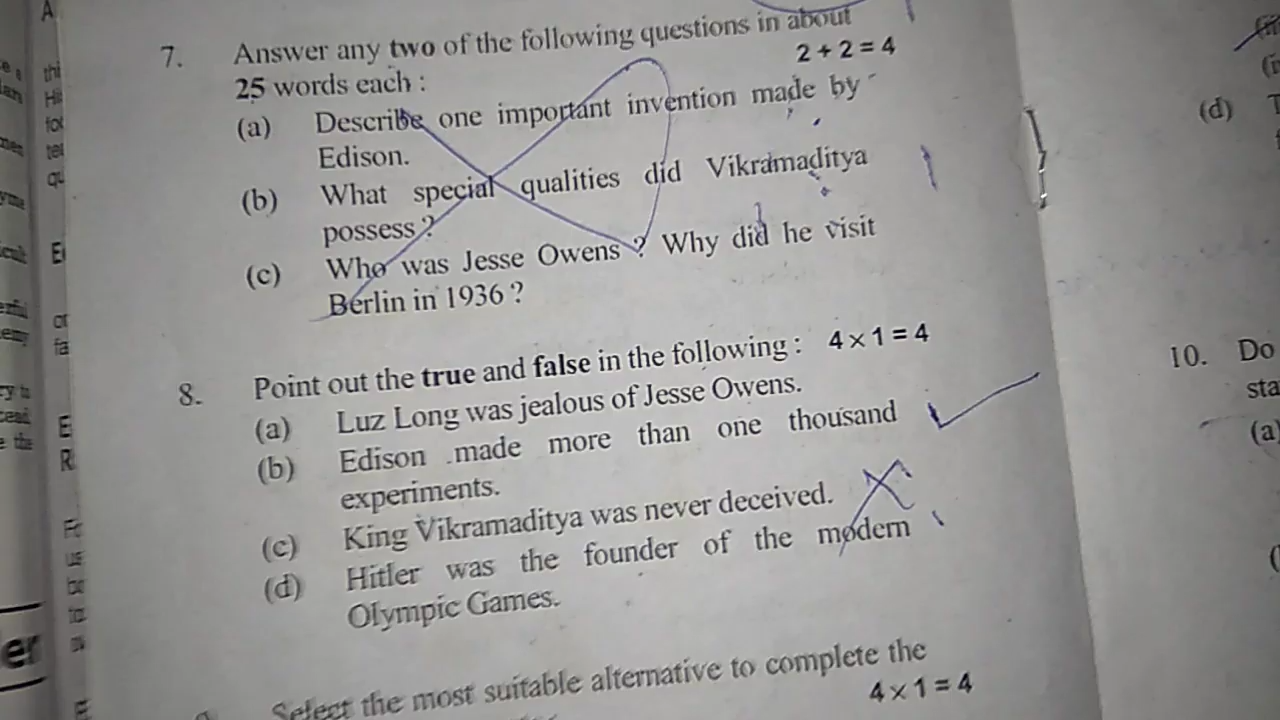 A
7. Answer any two of the following questions in about
25 words each : 2 + 2 = 4
(a) Describe one important invention made by
Edison.
(b) What special qualities did Vikramaditya
possess ?
(c) Who was Jesse Owens ? Why did he visit
Berlin in 1936 ?
8. Point out the true and false in the following : 4 × 1 = 4
(a) Luz Long was jealous of Jesse Owens.
(b) Edison made more than one thousand
experiments.
(c) King Vikramaditya was never deceived.
(d) Hitler was the founder of the modern
Olympic Games.
Select the most suitable alternative to complete the
4 × 1 = 4
(d)
10. Do
sta
(a)
er